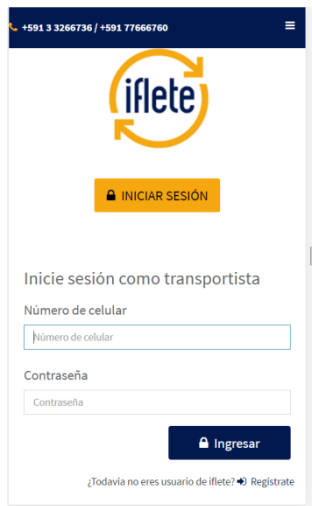 +591 3 3266736 / +591 77666760
iflete
INICIAR SESIÓN
Inicie sesión como transportista
Número de celular
Número de celular
Contraseña
Contraseña
Ingresar
¿Todavía no eres usuario de iflete? Registrate